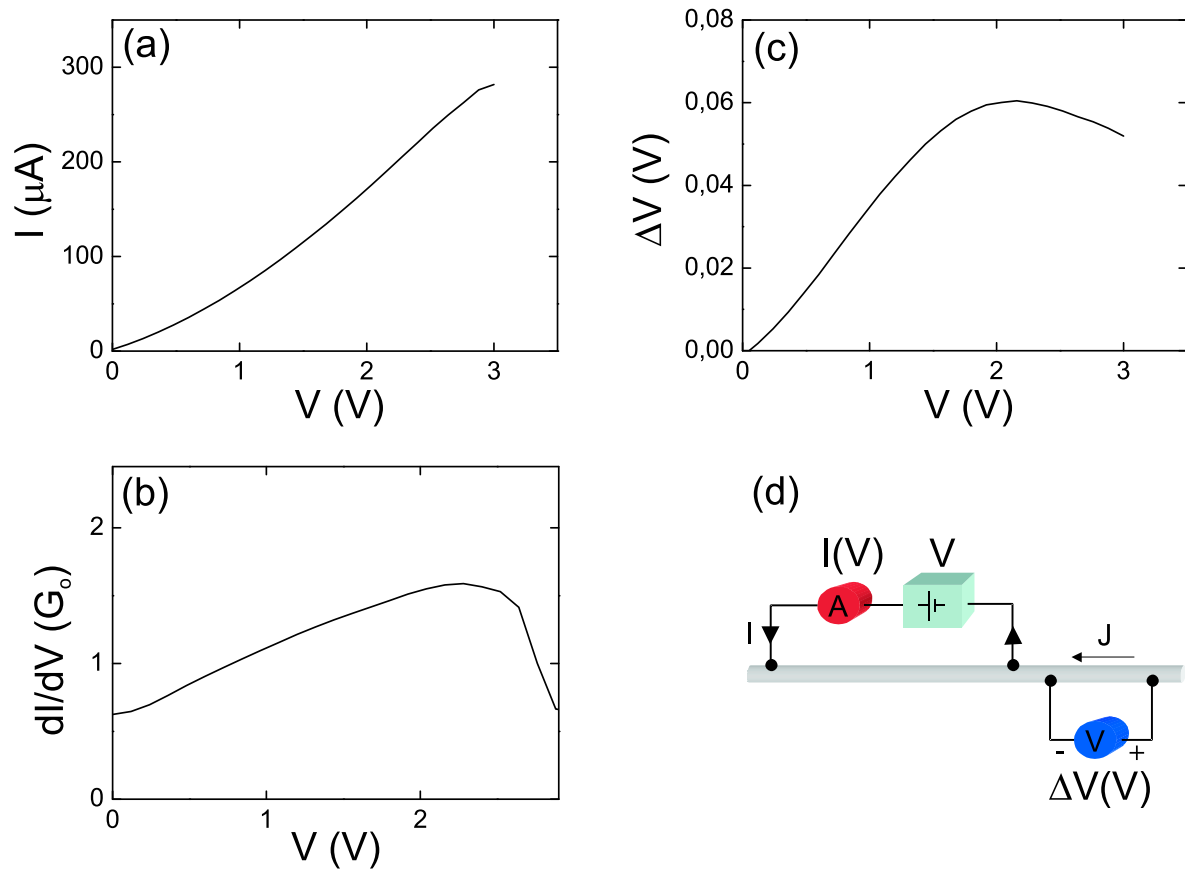 (a)
300
200
100
0
I (μA)
0 1 2 3
V (V)
(c)
0,08
0,06
0,04
0,02
0,00
ΔV (V)
0 1 2 3
V (V)
(b)
2
1
0
dI/dV (G₀)
0 1 2
V (V)
(d)
I(V) V
A
I
J
- V +
ΔV(V)